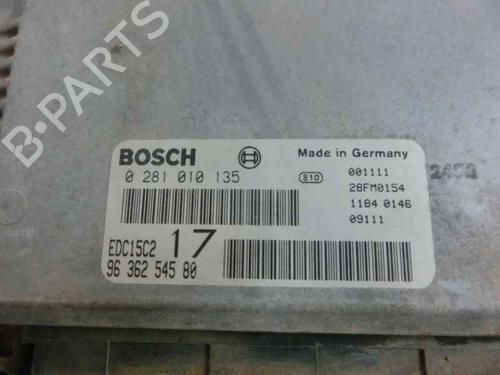 B-PARTS
BOSCH
Made in Germany
0 281 010 135
810
001111
28FM0154
1184 0146
09111
EDC15C2 17
96 362 545 80